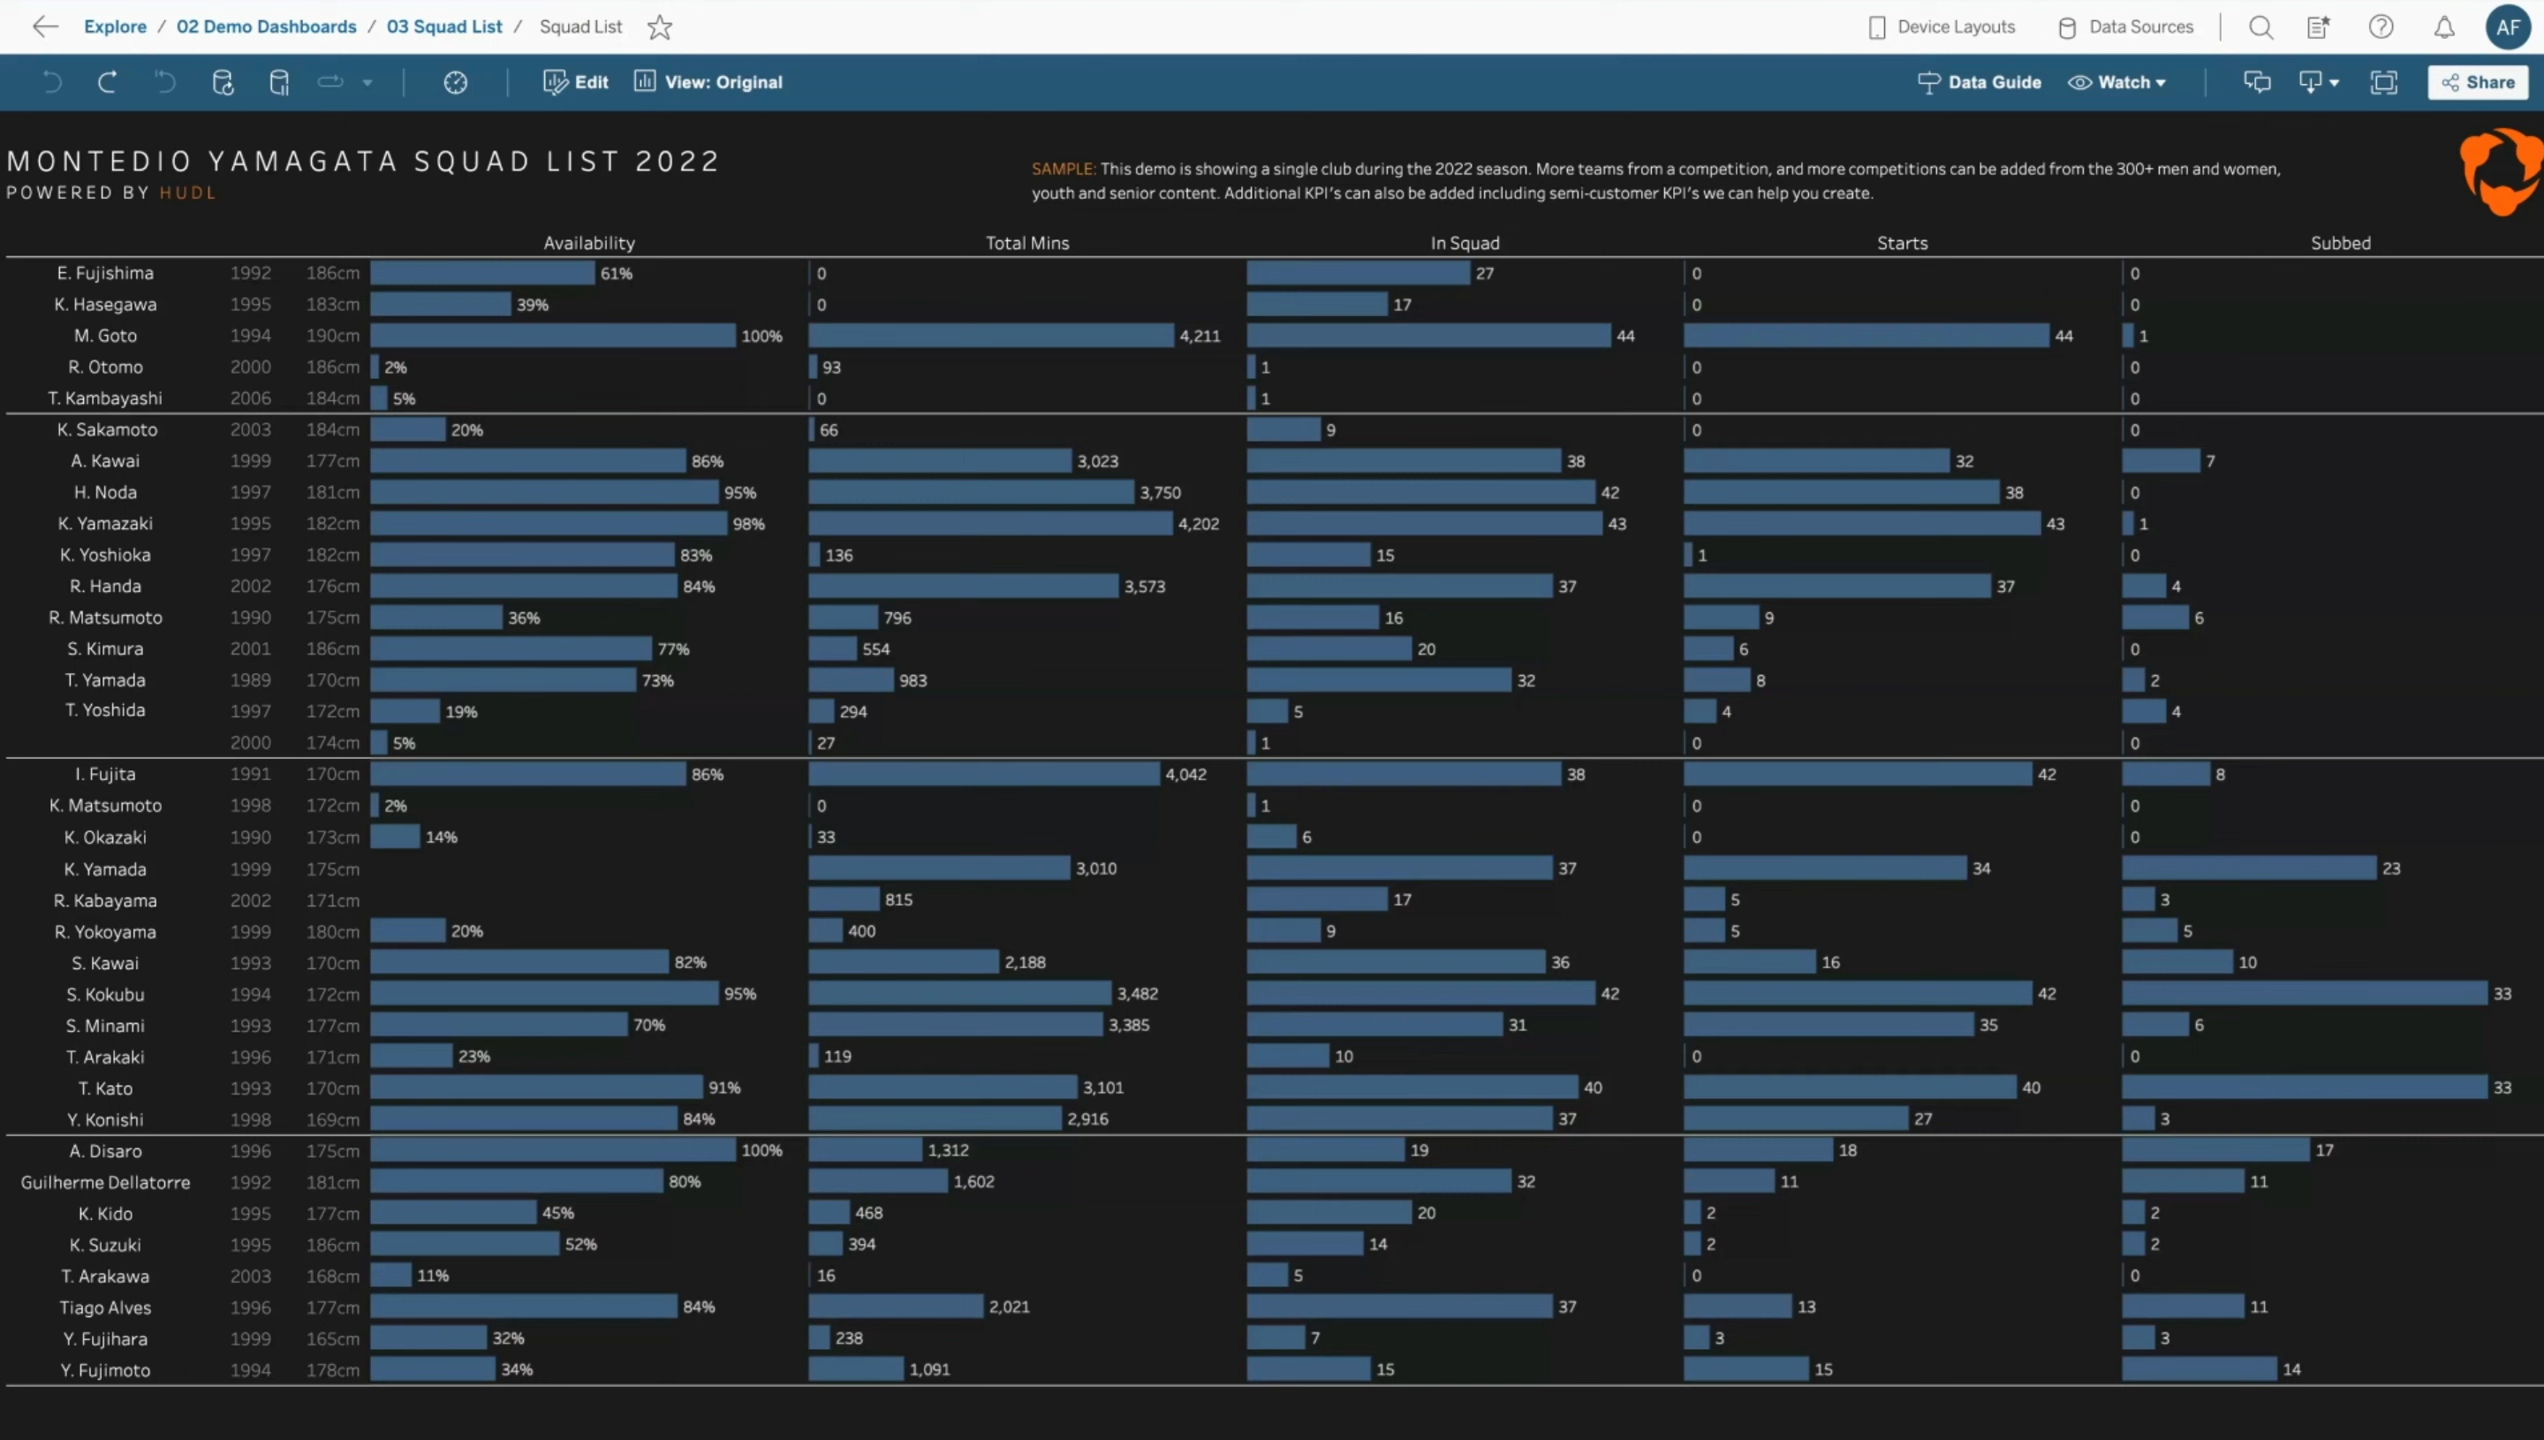 Explore / 02 Demo Dashboards / 03 Squad List / Squad List
Device Layouts Data Sources AF
Edit View: Original Data Guide Watch Share
MONTEDIO YAMAGATA SQUAD LIST 2022
POWERED BY HUDL
SAMPLE: This demo is showing a single club during the 2022 season. More teams from a competition, and more competitions can be added from the 300+ men and women,
youth and senior content. Additional KPI's can also be added including semi-customer KPI's we can help you create.
Availability Total Mins In Squad Starts Subbed
E. Fujishima 1992 186cm 61% 0 27 0 0
K. Hasegawa 1995 183cm 39% 0 17 0 0
M. Goto 1994 190cm 100% 4,211 44 44 1
R. Otomo 2000 186cm 2% 93 1 0 0
T. Kambayashi 2006 184cm 5% 0 1 0 0
K. Sakamoto 2003 184cm 20% 66 9 0 0
A. Kawai 1999 177cm 86% 3,023 38 32 7
H. Noda 1997 181cm 95% 3,750 42 38 0
K. Yamazaki 1995 182cm 98% 4,202 43 43 1
K. Yoshioka 1997 182cm 83% 136 15 1 0
R. Handa 2002 176cm 84% 3,573 37 37 4
R. Matsumoto 1990 175cm 36% 796 16 9 6
S. Kimura 2001 186cm 77% 554 20 6 0
T. Yamada 1989 170cm 73% 983 32 8 2
T. Yoshida 1997 172cm 19% 294 5 4 4
2000 174cm 5% 27 1 0 0
I. Fujita 1991 170cm 86% 4,042 38 42 8
K. Matsumoto 1998 172cm 2% 0 1 0 0
K. Okazaki 1990 173cm 14% 33 6 0 0
K. Yamada 1999 175cm 3,010 37 34 23
R. Kabayama 2002 171cm 815 17 5 3
R. Yokoyama 1999 180cm 20% 400 9 5 5
S. Kawai 1993 170cm 82% 2,188 36 16 10
S. Kokubu 1994 172cm 95% 3,482 42 42 33
S. Minami 1993 177cm 70% 3,385 31 35 6
T. Arakaki 1996 171cm 23% 119 10 0 0
T. Kato 1993 170cm 91% 3,101 40 40 33
Y. Konishi 1998 169cm 84% 2,916 37 27 3
A. Disaro 1996 175cm 100% 1,312 19 18 17
Guilherme Dellatorre 1992 181cm 80% 1,602 32 11 11
K. Kido 1995 177cm 45% 468 20 2 2
K. Suzuki 1995 186cm 52% 394 14 2 2
T. Arakawa 2003 168cm 11% 16 5 0 0
Tiago Alves 1996 177cm 84% 2,021 37 13 11
Y. Fujihara 1999 165cm 32% 238 7 3 3
Y. Fujimoto 1994 178cm 34% 1,091 15 15 14